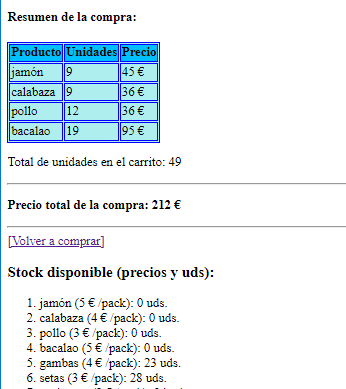 Resumen de la compra:
Producto Unidades Precio
jamón 9 45 €
calabaza 9 36 €
pollo 12 36 €
bacalao 19 95 €
Total de unidades en el carrito: 49
Precio total de la compra: 212 €
[Volver a comprar]
Stock disponible (precios y uds):
1. jamón (5 € /pack): 0 uds.
2. calabaza (4 € /pack): 0 uds.
3. pollo (3 € /pack): 0 uds.
4. bacalao (5 € /pack): 0 uds.
5. gambas (4 € /pack): 23 uds.
6. setas (3 € /pack): 28 uds.